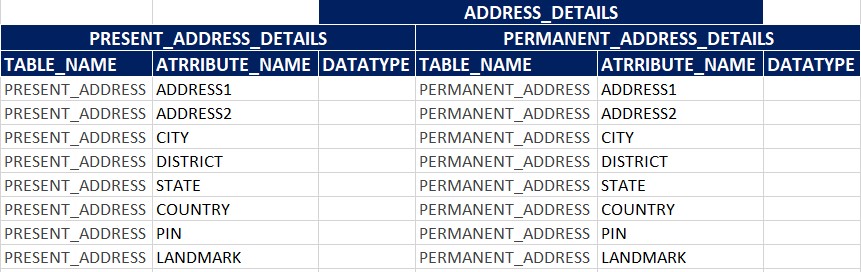 ADDRESS_DETAILS
PRESENT_ADDRESS_DETAILS PERMANENT_ADDRESS_DETAILS
TABLE_NAME ATRRIBUTE_NAME DATATYPE TABLE_NAME ATRRIBUTE_NAME DATATYPE
PRESENT_ADDRESS ADDRESS1 PERMANENT_ADDRESS ADDRESS1
PRESENT_ADDRESS ADDRESS2 PERMANENT_ADDRESS ADDRESS2
PRESENT_ADDRESS CITY PERMANENT_ADDRESS CITY
PRESENT_ADDRESS DISTRICT PERMANENT_ADDRESS DISTRICT
PRESENT_ADDRESS STATE PERMANENT_ADDRESS STATE
PRESENT_ADDRESS COUNTRY PERMANENT_ADDRESS COUNTRY
PRESENT_ADDRESS PIN PERMANENT_ADDRESS PIN
PRESENT_ADDRESS LANDMARK PERMANENT_ADDRESS LANDMARK